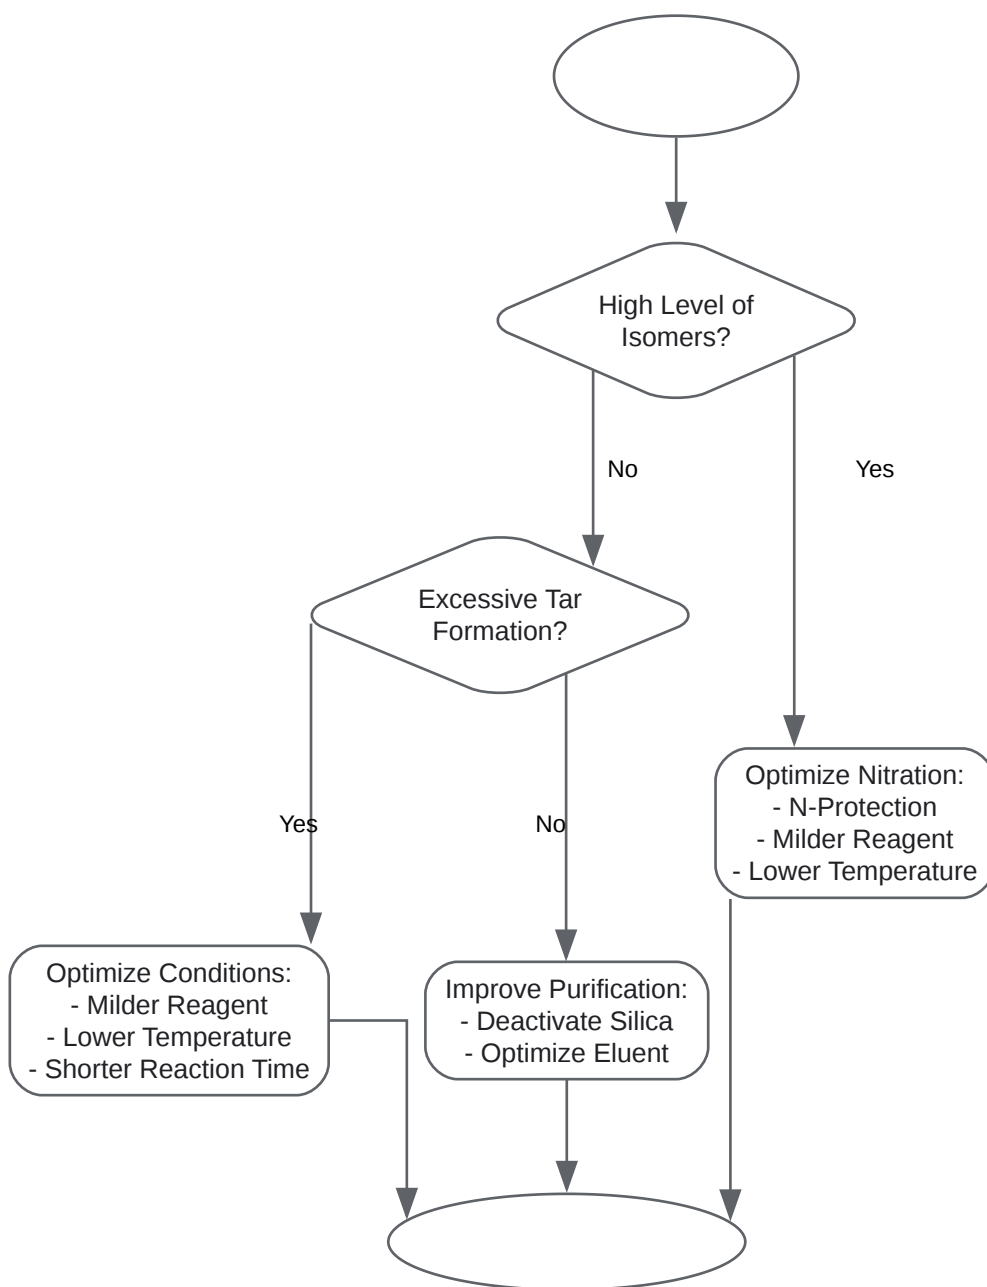 High Level of
Isomers?
No
Yes
Excessive Tar
Formation?
Optimize Nitration:
- N-Protection
- Milder Reagent
- Lower Temperature
Yes
No
Optimize Conditions:
- Milder Reagent
- Lower Temperature
- Shorter Reaction Time
Improve Purification:
- Deactivate Silica
- Optimize Eluent